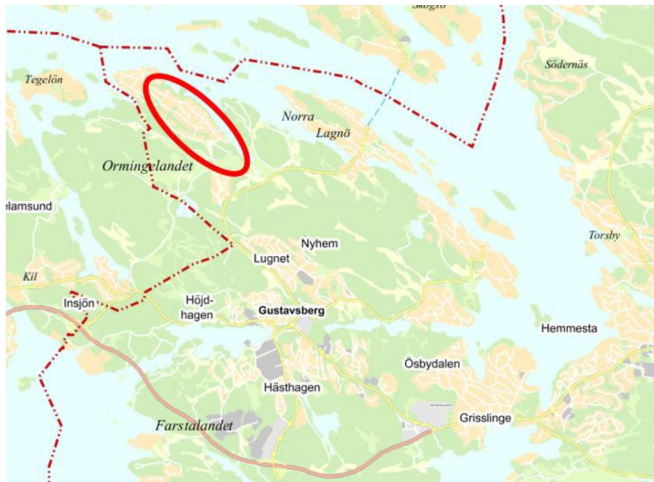 Skogsö
Södernäs
Tegelön
Norra
Lagnö
Ormingelandet
elamsund
Torsby
Nyhem
Lugnet
Kil
Insjön
Höjd-
hagen
Gustavsberg
Hemmesta
Ösbydalen
Hästhagen
Grisslinge
Farstalandet